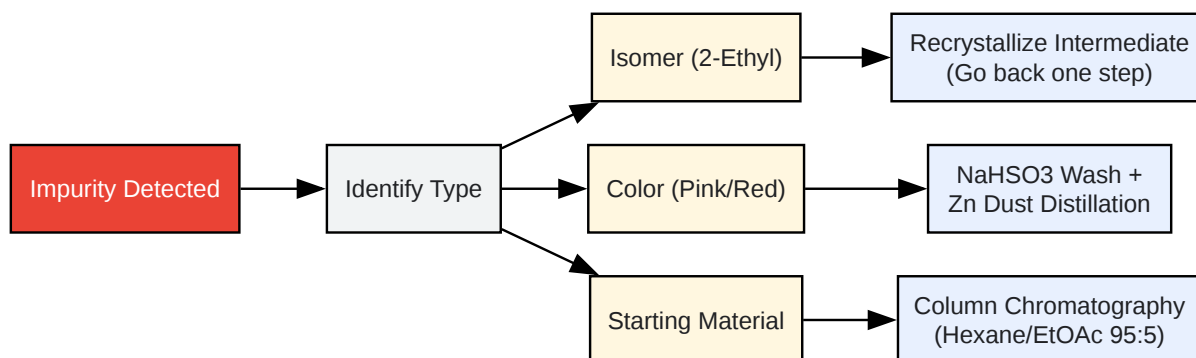 Isomer (2-Ethyl)
Recrystallize Intermediate
(Go back one step)
Impurity Detected
Identify Type
Color (Pink/Red)
NaHSO3 Wash +
Zn Dust Distillation
Starting Material
Column Chromatography
(Hexane/EtOAc 95:5)